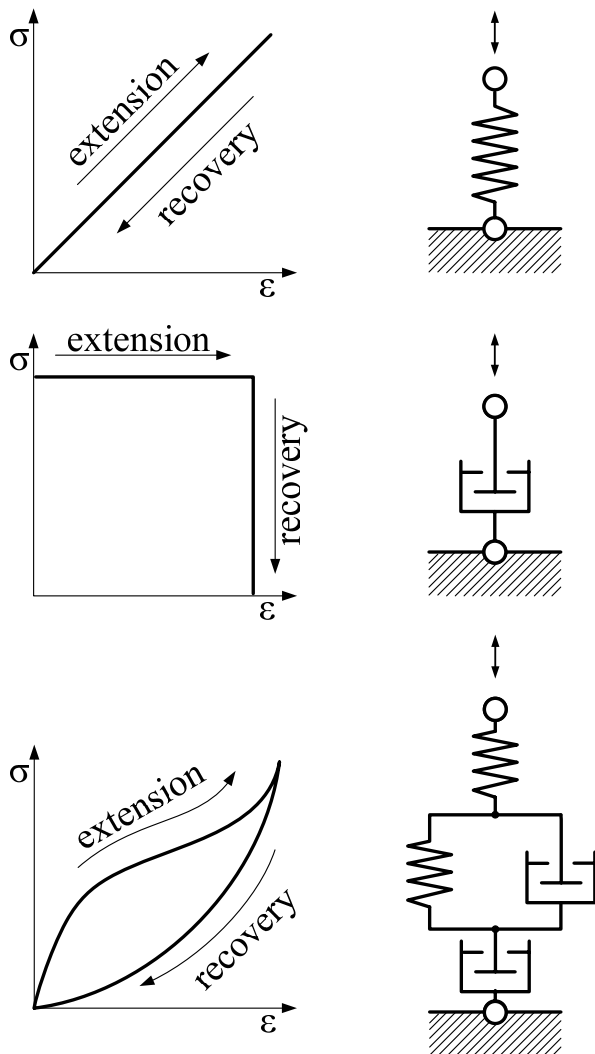 σ
extension
recovery
ε
σ
extension
recovery
ε
σ
extension
recovery
ε